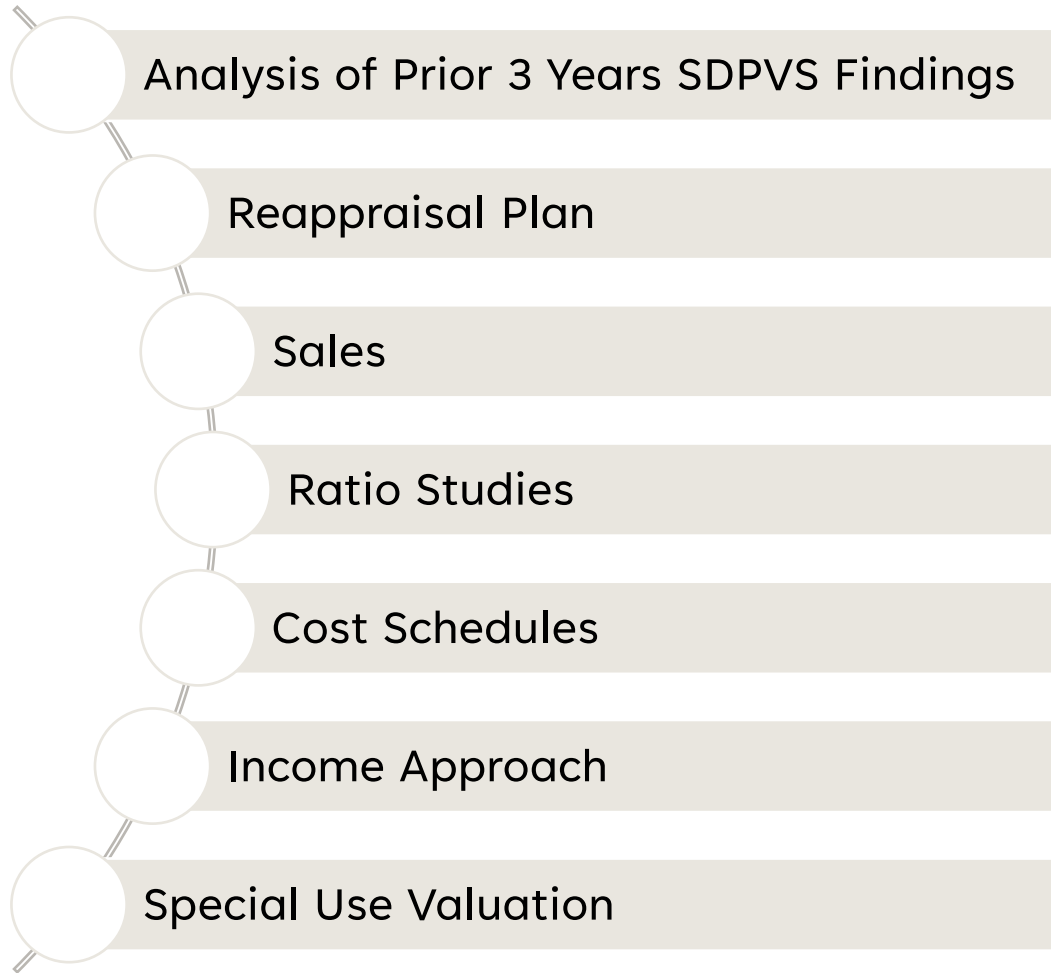 Analysis of Prior 3 Years SDPVS Findings
Reappraisal Plan
Sales
Ratio Studies
Cost Schedules
Income Approach
Special Use Valuation